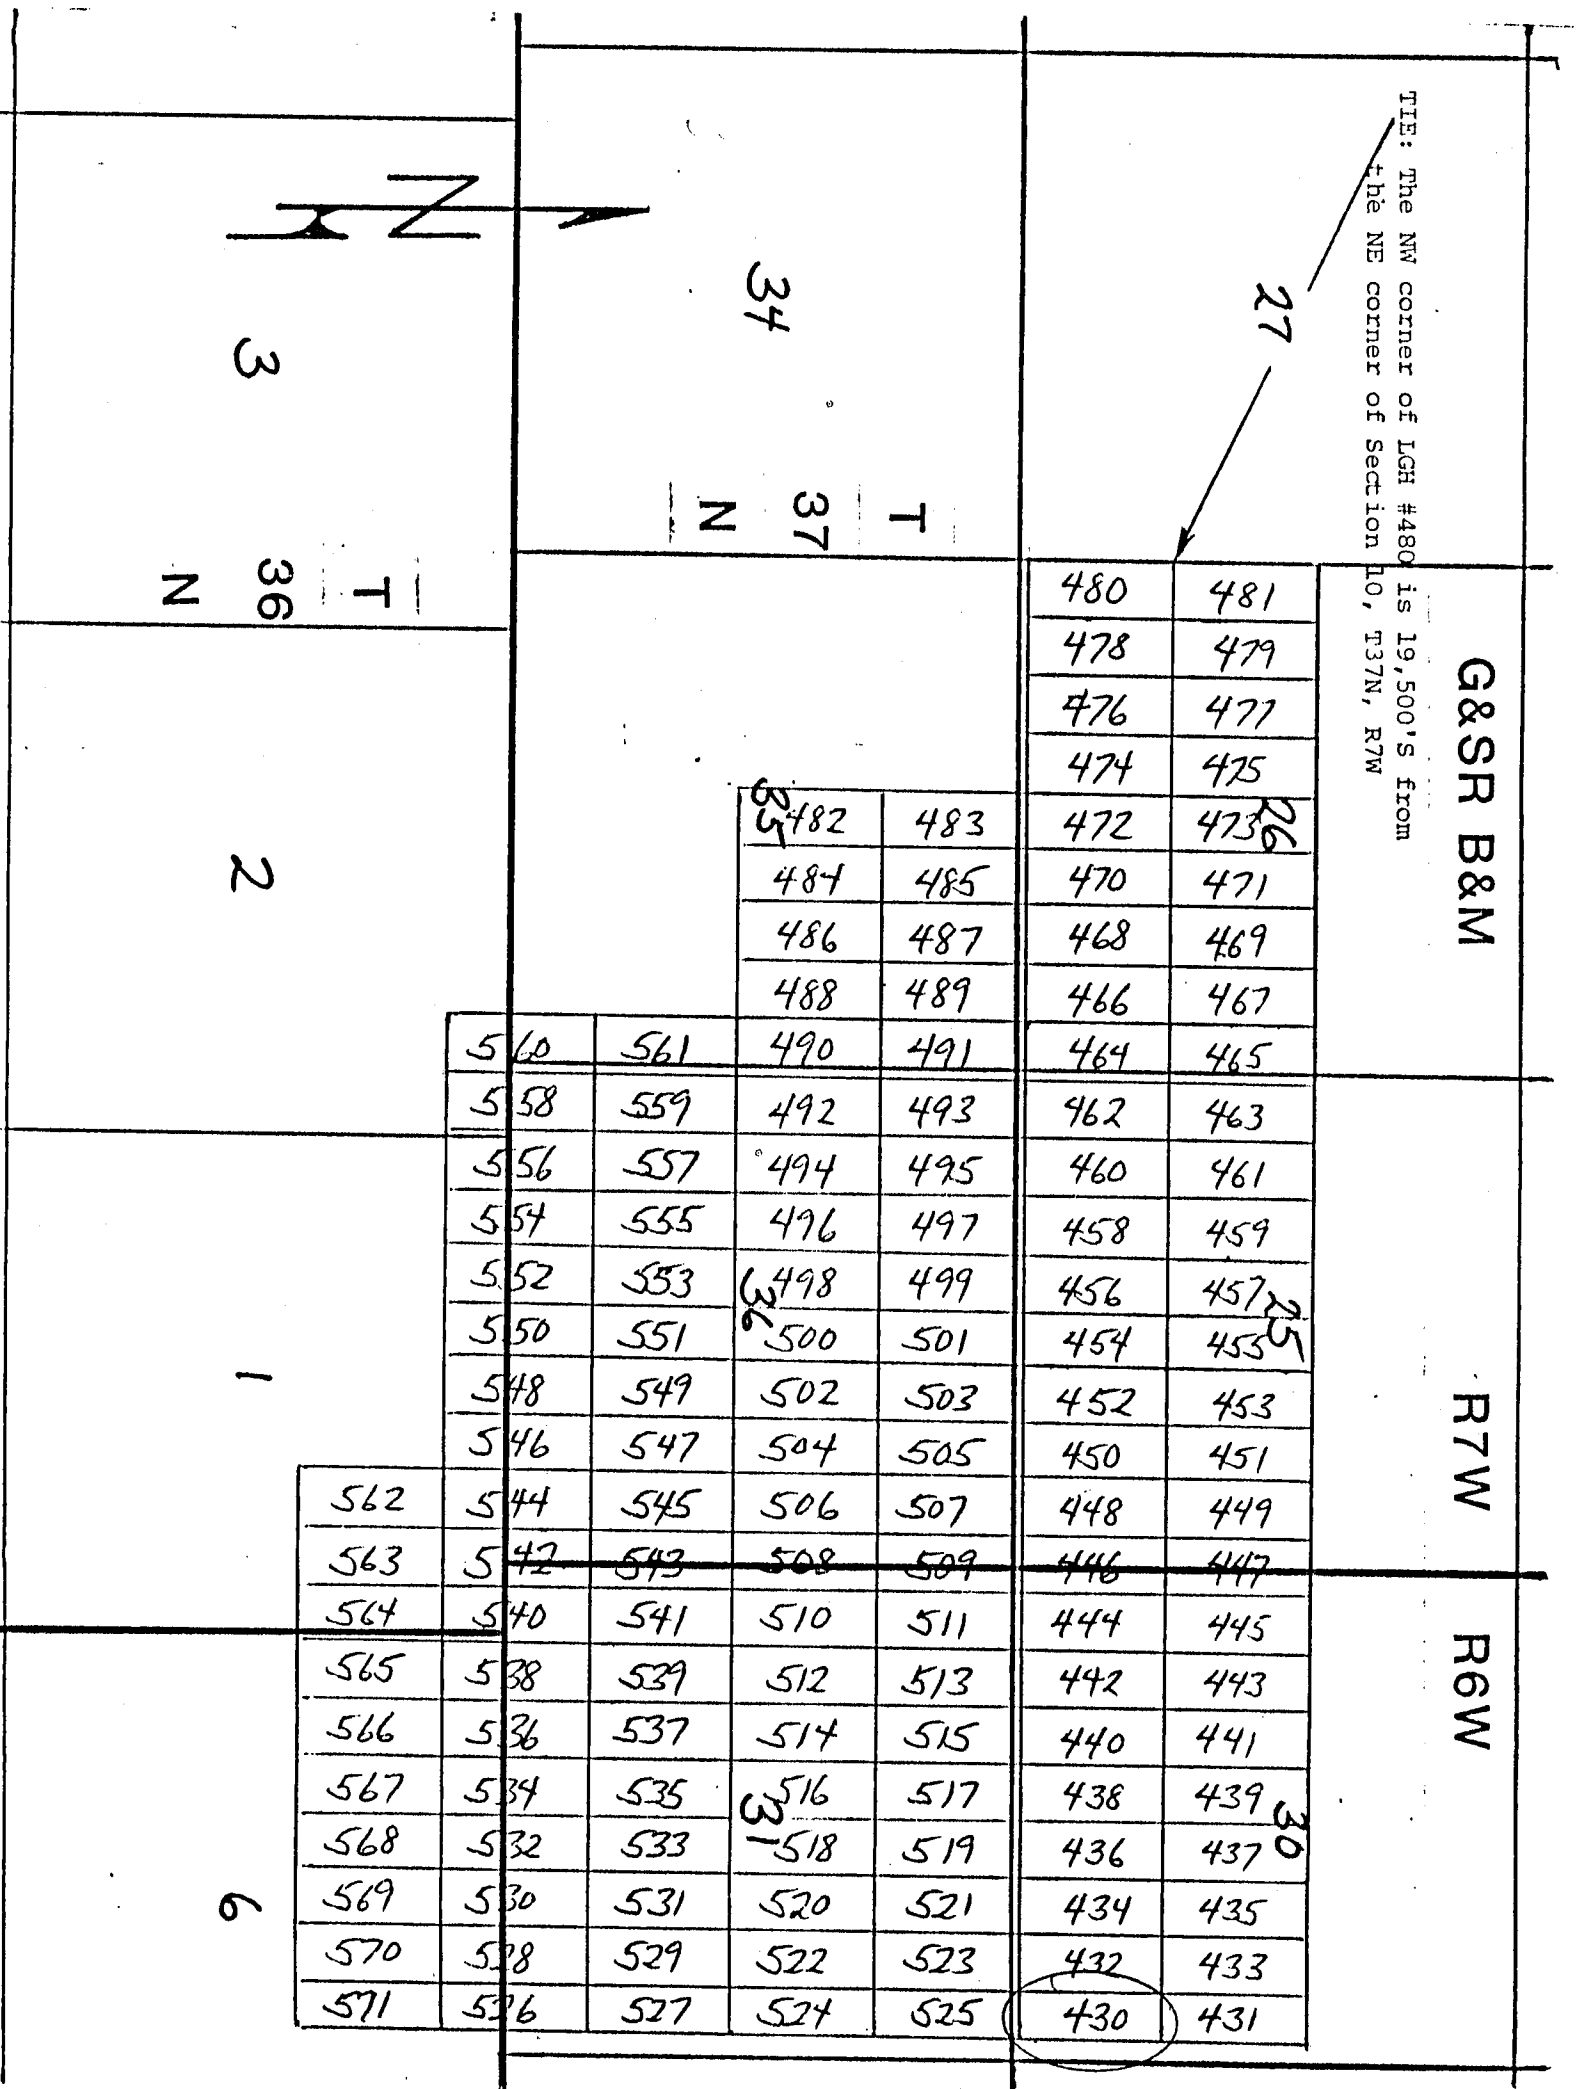 G&SR B&M R7W R6W
TIE: The NW corner of LGH #480 is 19,500'S from
the NE corner of Section 10, T37N, R7W
27
26
25
30
34
35
36
31
T
37
N
3
2
1
6
T
36
N
N
480 481
478 479
476 477
474 475
482 483 472 473
484 485 470 471
486 487 468 469
488 489 466 467
560 561 490 491 464 465
558 559 492 493 462 463
556 557 494 495 460 461
554 555 496 497 458 459
552 553 498 499 456 457
550 551 500 501 454 455
548 549 502 503 452 453
546 547 504 505 450 451
562 544 545 506 507 448 449
563 542 543 508 509 446 447
564 540 541 510 511 444 445
565 538 539 512 513 442 443
566 536 537 514 515 440 441
567 534 535 516 517 438 439
568 532 533 518 519 436 437
569 530 531 520 521 434 435
570 528 529 522 523 432 433
571 526 527 524 525 430 431